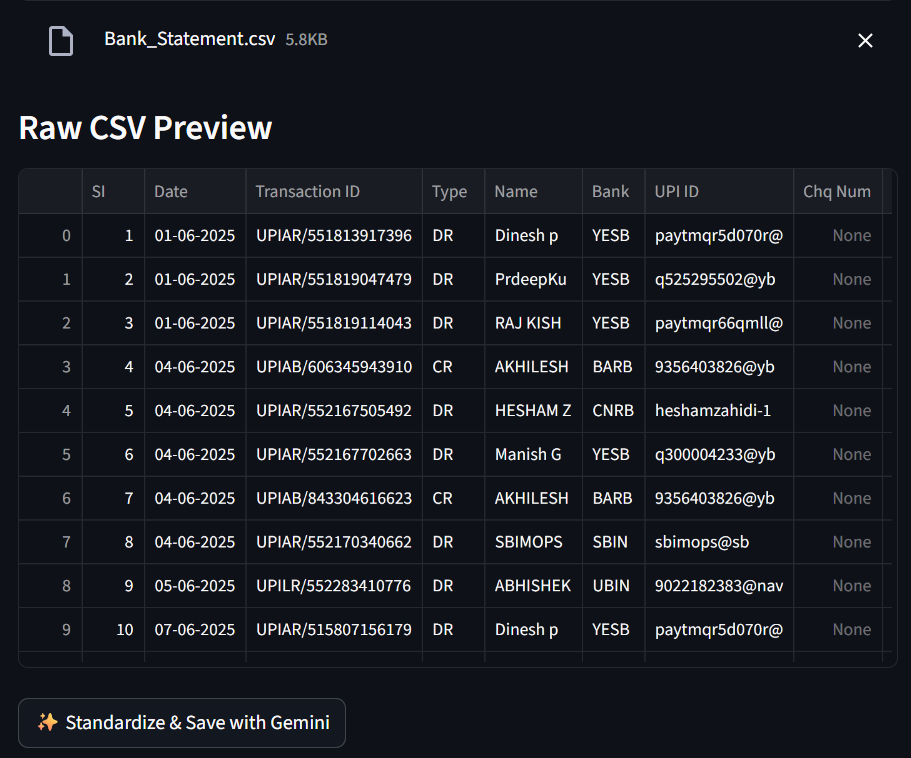 Bank_Statement.csv 5.8KB
Raw CSV Preview
SI Date Transaction ID Type Name Bank UPI ID Chq Num
0 1 01-06-2025 UPIAR/551813917396 DR Dinesh p YESB paytmqr5d070r@ None
1 2 01-06-2025 UPIAR/551819047479 DR PrdeepKu YESB q525295502@yb None
2 3 01-06-2025 UPIAR/551819114043 DR RAJ KISH YESB paytmqr66qmll@ None
3 4 04-06-2025 UPIAB/606345943910 CR AKHILESH BARB 9356403826@yb None
4 5 04-06-2025 UPIAR/552167505492 DR HESHAM Z CNRB heshamzahidi-1 None
5 6 04-06-2025 UPIAR/552167702663 DR Manish G YESB q300004233@yb None
6 7 04-06-2025 UPIAB/843304616623 CR AKHILESH BARB 9356403826@yb None
7 8 04-06-2025 UPIAR/552170340662 DR SBIMOPS SBIN sbimops@sb None
8 9 05-06-2025 UPILR/552283410776 DR ABHISHEK UBIN 9022182383@nav None
9 10 07-06-2025 UPIAR/515807156179 DR Dinesh p YESB paytmqr5d070r@ None
✨ Standardize & Save with Gemini